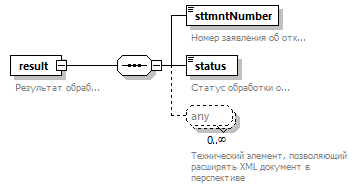 sttmntNumber
Номер заявления об отк...
result
Результат обраб...
status
Статус обработки о...
any
0..∞
Технический элемент, позволяющий
расширять XML документ в
перспективе